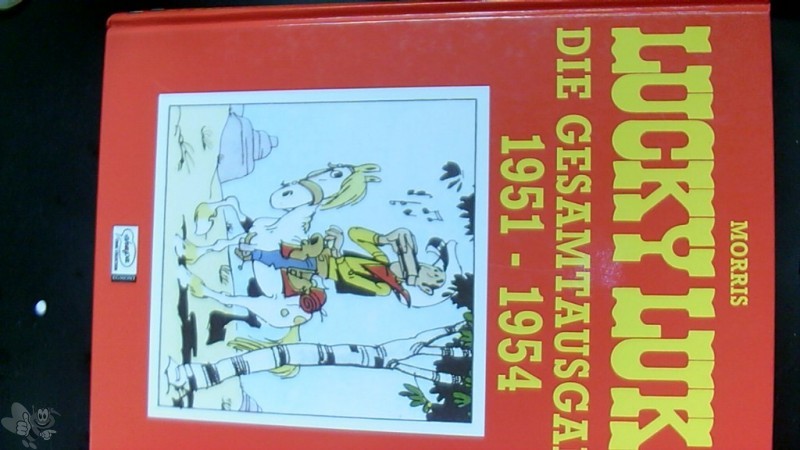 MORRIS
LUCKY LUK
DIE GESAMTAUSGA
1951 - 1954